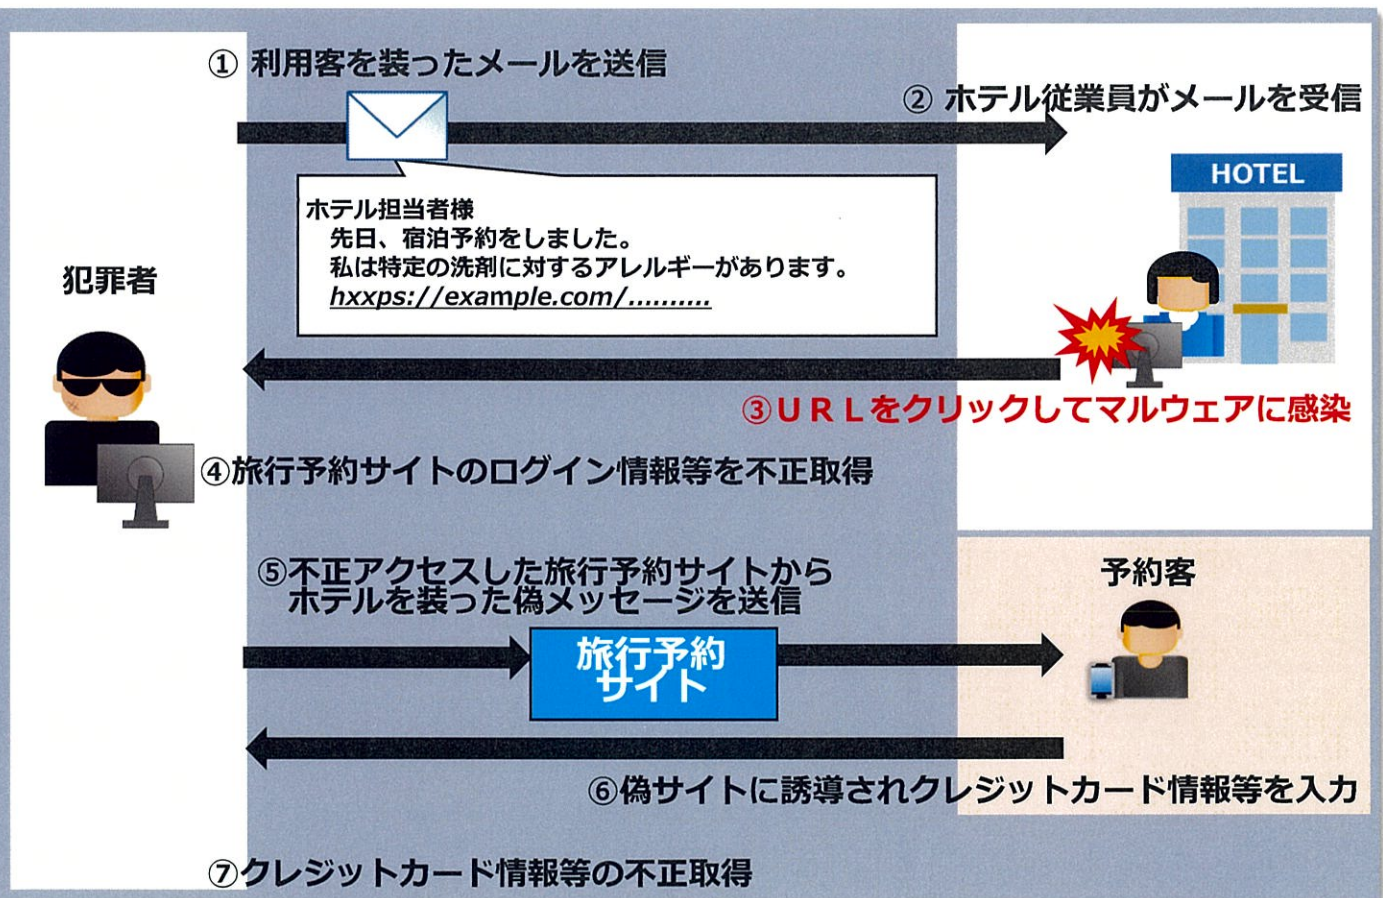 ① 利用客を装ったメールを送信
② ホテル従業員がメールを受信
HOTEL
ホテル担当者様
先日、宿泊予約をしました。
私は特定の洗剤に対するアレルギーがあります。
hxxps://example.com/..........
犯罪者
③ＵＲＬをクリックしてマルウェアに感染
④旅行予約サイトのログイン情報等を不正取得
⑤不正アクセスした旅行予約サイトから
ホテルを装った偽メッセージを送信
予約客
旅行予約
サイト
⑥偽サイトに誘導されクレジットカード情報等を入力
⑦クレジットカード情報等の不正取得